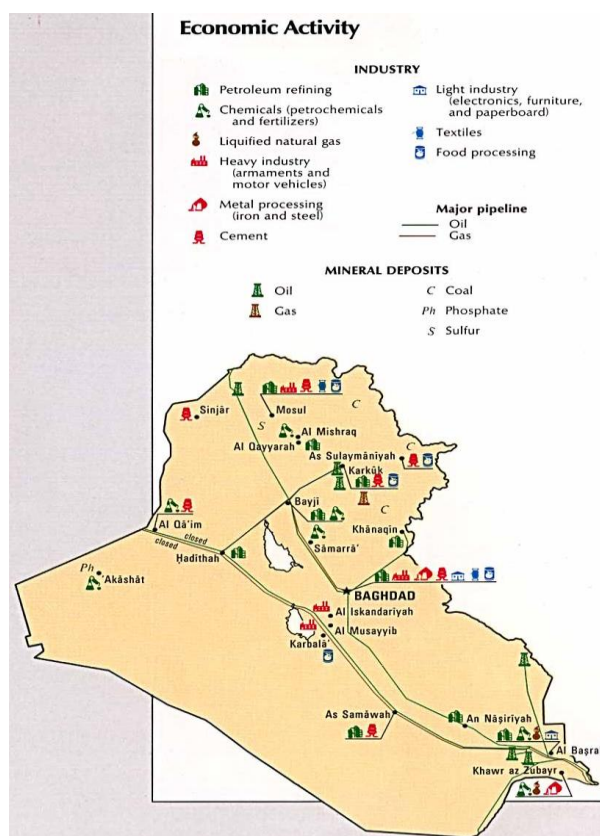 Economic Activity
INDUSTRY
Petroleum refining
Chemicals (petrochemicals
and fertilizers)
Liquified natural gas
Heavy industry
(armaments and
motor vehicles)
Metal processing
(iron and steel)
Cement
Light industry
(electronics, furniture,
and paperboard)
Textiles
Food processing
Major pipeline
Oil
Gas
MINERAL DEPOSITS
Oil
Gas
C Coal
Ph Phosphate
S Sulfur
Sinjār
Mosul
C
S
Al Mishraq
Al Qayyarah
C
As Sulaymānīyah
Karkūk
Bayjī
C
Khānaqīn
Al Qā'im
closed
closed
Ḥadīthah
Sāmarrā'
Ph
'Akāshāt
BAGHDAD
Al Iskandarīyah
Al Musayyib
Karbalā'
As Samāwah
An Nāṣirīyah
Al Baṣrah
Khawr az Zubayr